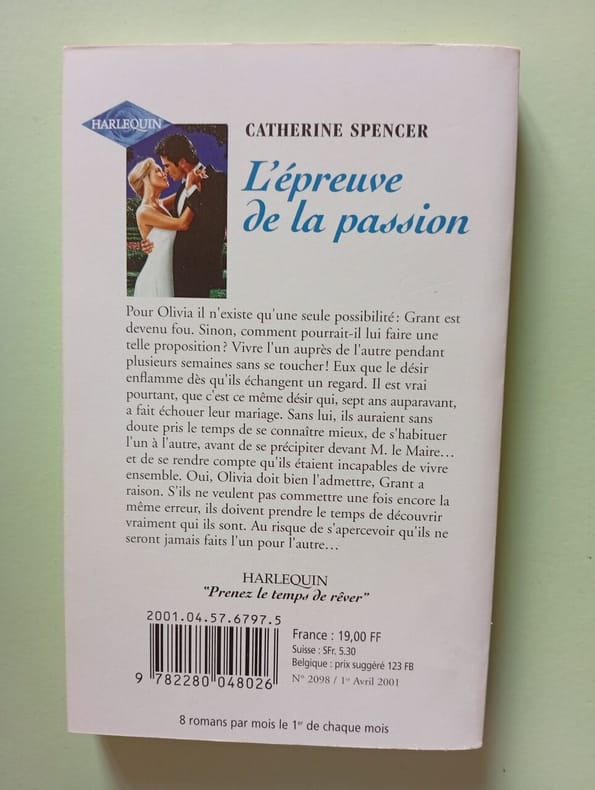 HARLEQUIN
CATHERINE SPENCER
L'épreuve
de la passion
Pour Olivia il n'existe qu'une seule possibilité : Grant est
devenu fou. Sinon, comment pourrait-il lui faire une
telle proposition ? Vivre l'un auprès de l'autre pendant
plusieurs semaines sans se toucher ! Eux que le désir
enflamme dès qu'ils échangent un regard. Il est vrai
pourtant, que c'est ce même désir qui, sept ans auparavant,
a fait échouer leur mariage. Sans lui, ils auraient sans
doute pris le temps de se connaître mieux, de s'habituer
l'un à l'autre, avant de se précipiter devant M. le Maire…
et de se rendre compte qu'ils étaient incapables de vivre
ensemble. Oui, Olivia doit bien l'admettre, Grant a
raison. S'ils ne veulent pas commettre une fois encore la
même erreur, ils doivent prendre le temps de découvrir
vraiment qui ils sont. Au risque de s'apercevoir qu'ils ne
seront jamais faits l'un pour l'autre…
HARLEQUIN
"Prenez le temps de rêver"
2001.04.57.6797.5
9 782280 048026
France : 19,00 FF
Suisse : SFr. 5.30
Belgique : prix suggéré 123 FB
N° 2098 / 1er Avril 2001
8 romans par mois le 1er de chaque mois